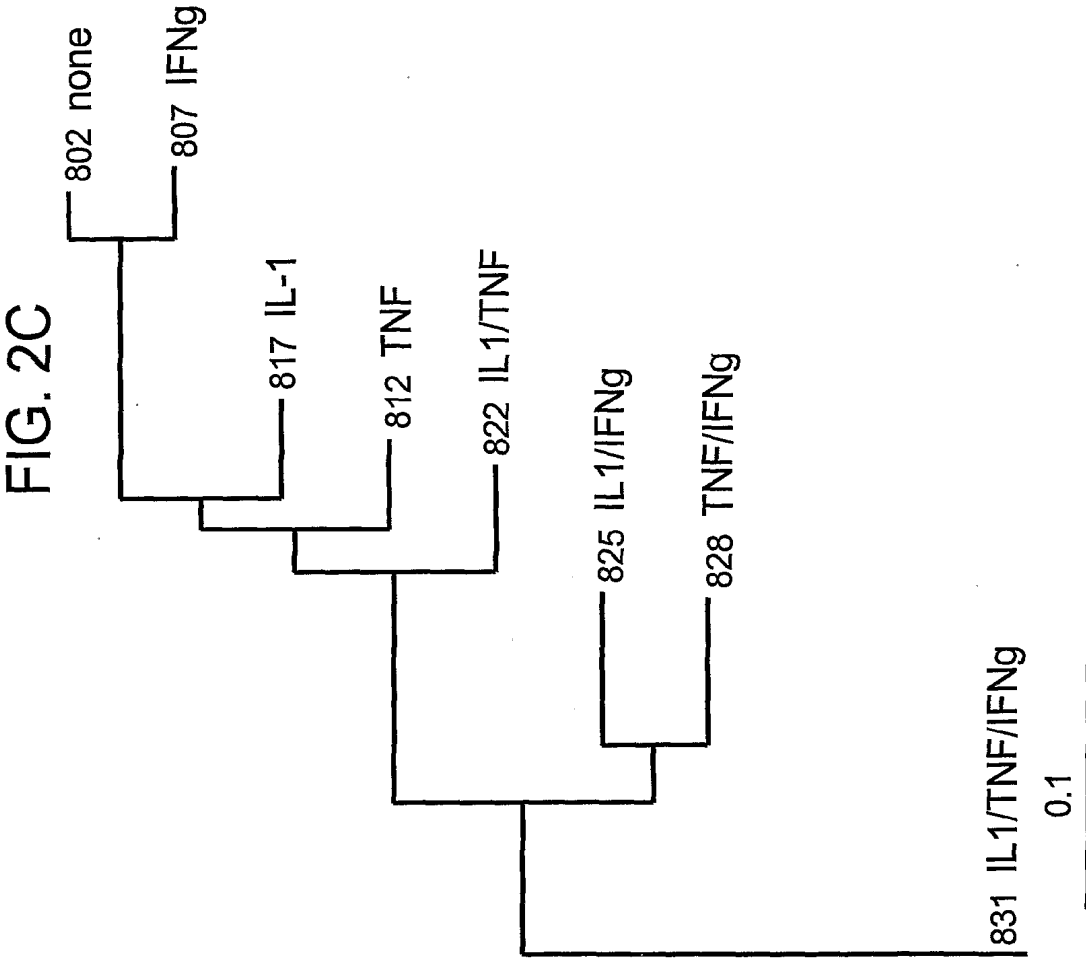 FIG. 2C
802 none
807 IFNg
817 IL-1
812 TNF
822 IL1/TNF
825 IL1/IFNg
828 TNF/IFNg
831 IL1/TNF/IFNg
0.1